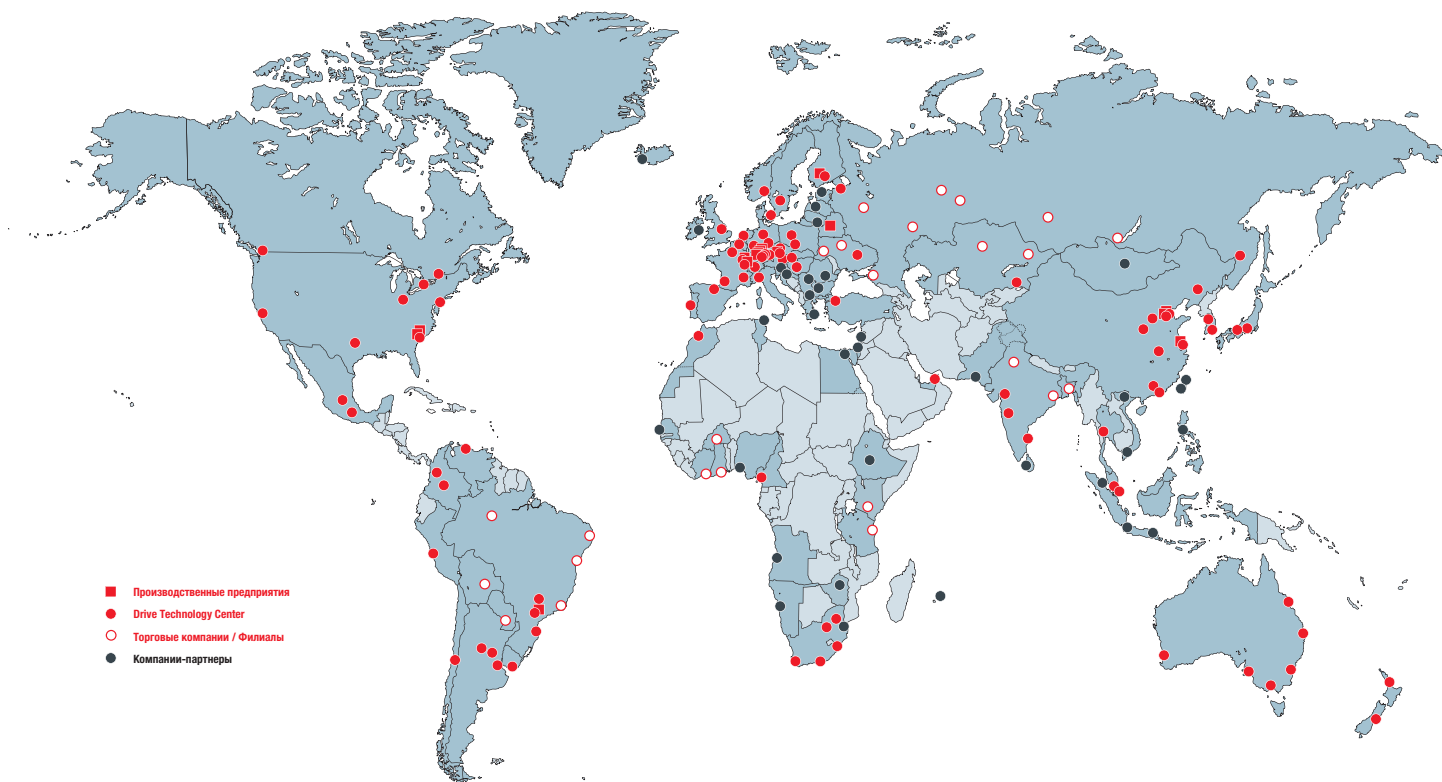 Производственные предприятия
Drive Technology Center
Торговые компании / Филиалы
Компании-партнеры